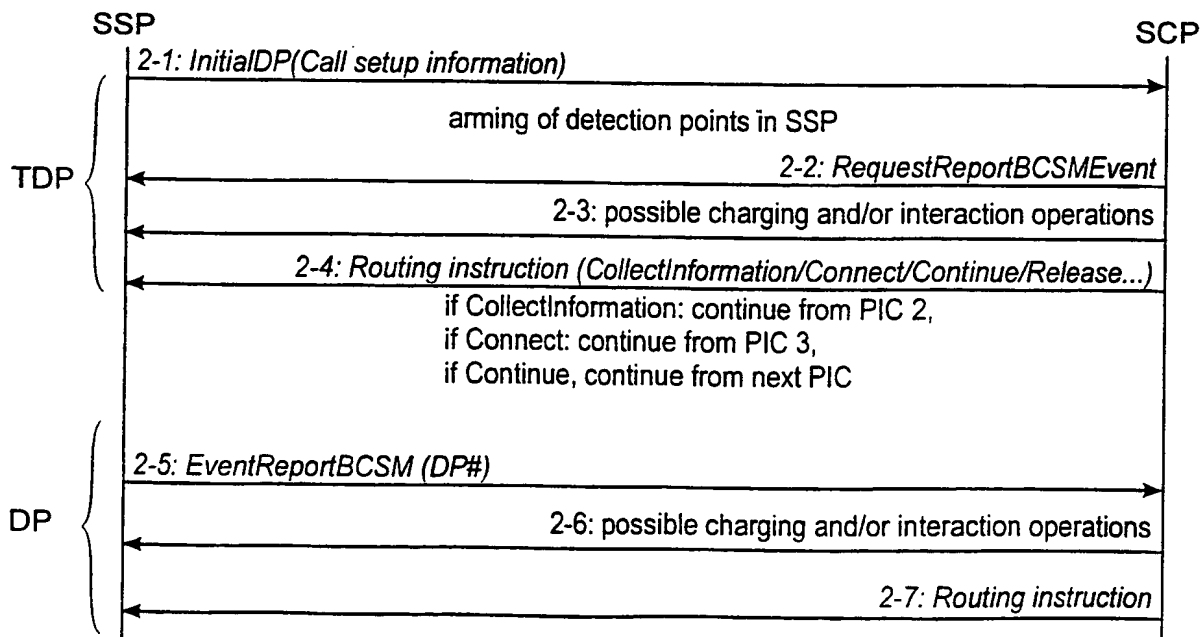 SSP
SCP
2-1: InitialDP(Call setup information)
arming of detection points in SSP
TDP
2-2: RequestReportBCSMEvent
2-3: possible charging and/or interaction operations
2-4: Routing instruction (CollectInformation/Connect/Continue/Release...)
if CollectInformation: continue from PIC 2,
if Connect: continue from PIC 3,
if Continue, continue from next PIC
2-5: EventReportBCSM (DP#)
DP
2-6: possible charging and/or interaction operations
2-7: Routing instruction